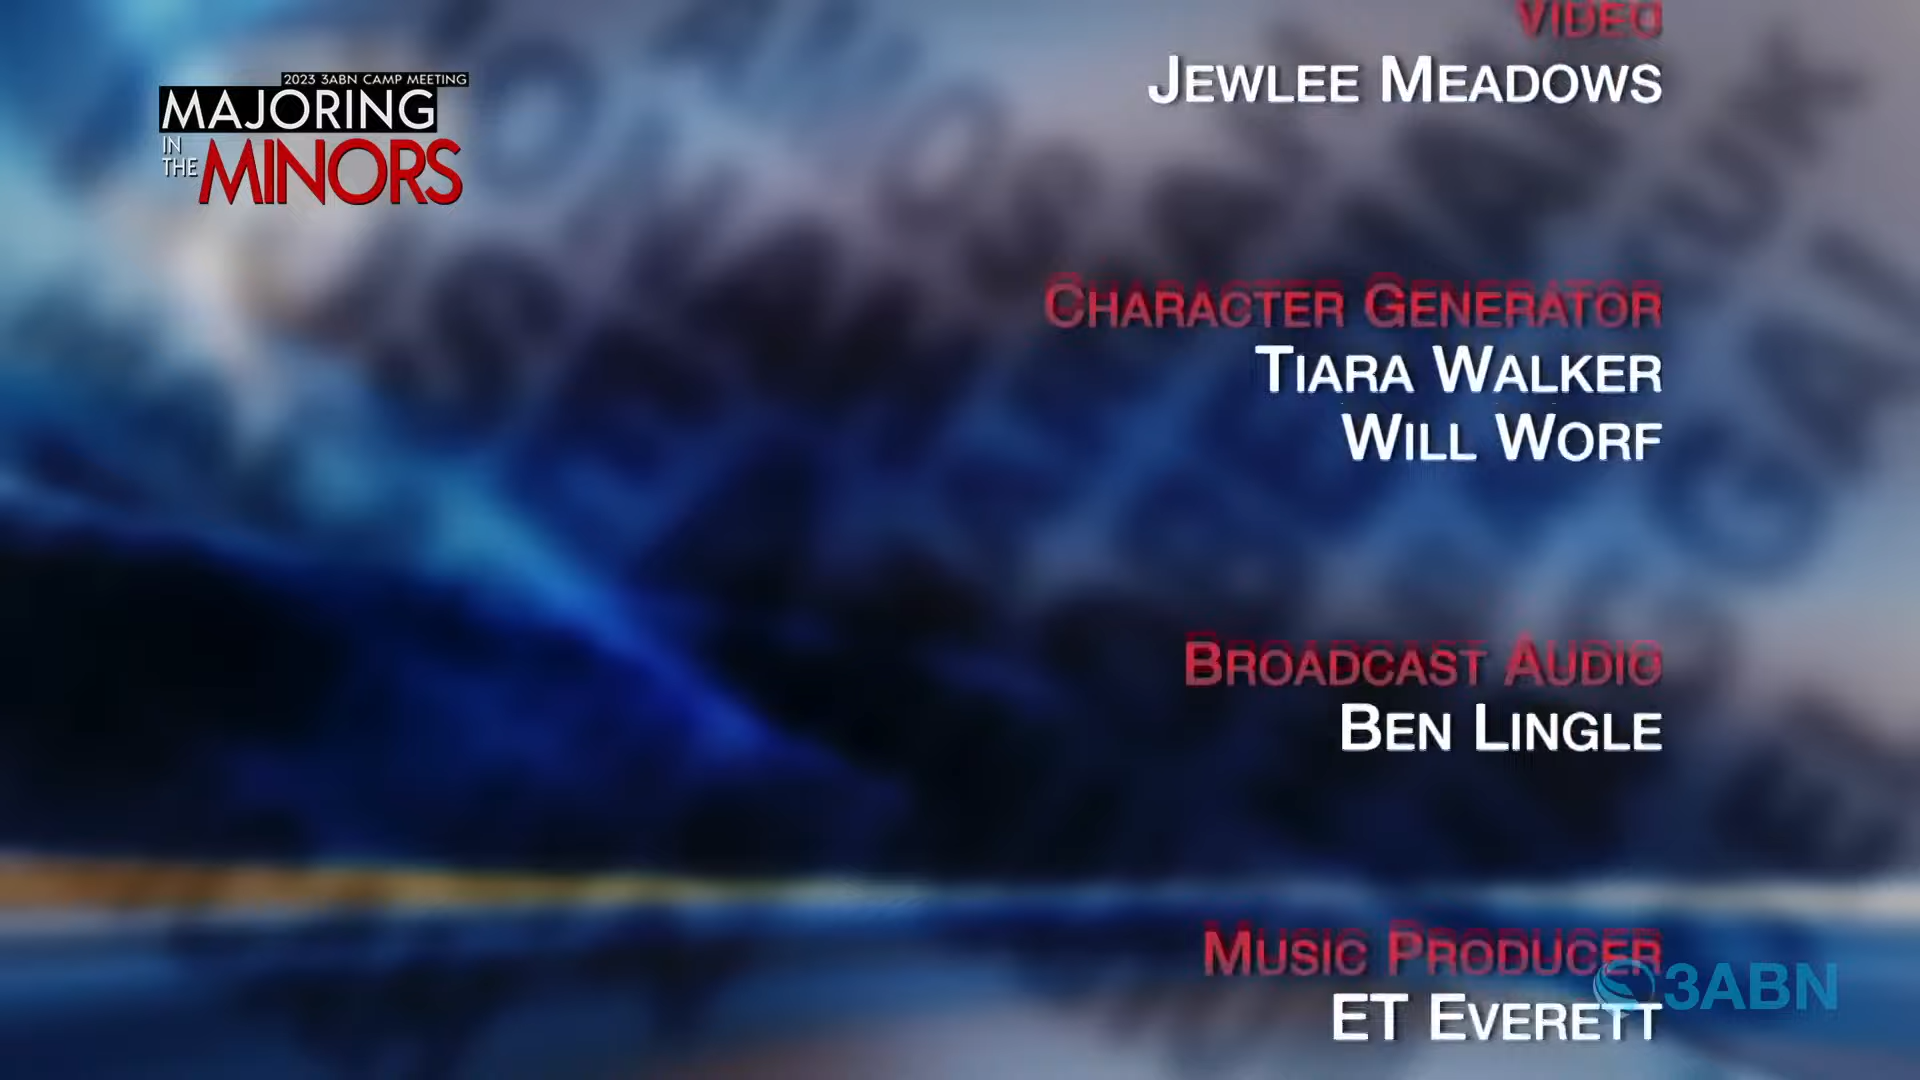 2023 3ABN CAMP MEETING
MAJORING
IN
THE
MINORS
VIDEO
JEWLEE MEADOWS
CHARACTER GENERATOR
TIARA WALKER
WILL WORF
BROADCAST AUDIO
BEN LINGLE
MUSIC PRODUCER
ET EVERETT
3ABN